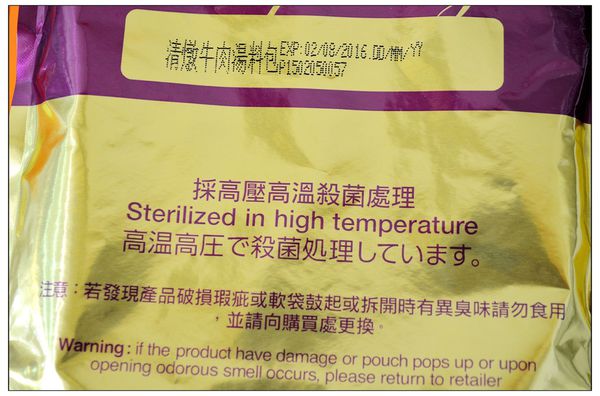 清燉牛肉湯料包EXP:02/08/2016.DD/MM/YY
P1502050057
採高壓高溫殺菌處理
Sterilized in high temperature
高温高圧で殺菌処理しています。
注意：若發現產品破損瑕疵或軟袋鼓起或拆開時有異臭味請勿食用
，並請向購買處更換。
Warning: if the product have damage or pouch pops up or upon
opening odorous smell occurs, please return to retailer